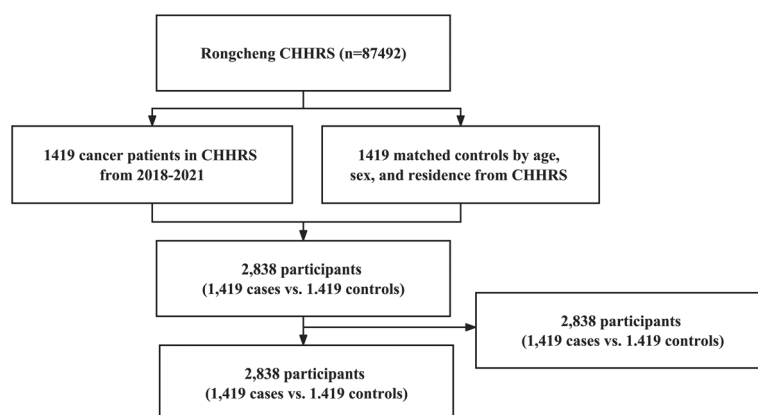 Rongcheng CHHRS (n=87492)
1419 cancer patients in CHHRS
from 2018-2021
1419 matched controls by age,
sex, and residence from CHHRS
2,838 participants
(1,419 cases vs. 1.419 controls)
2,838 participants
(1,419 cases vs. 1.419 controls)
2,838 participants
(1,419 cases vs. 1.419 controls)